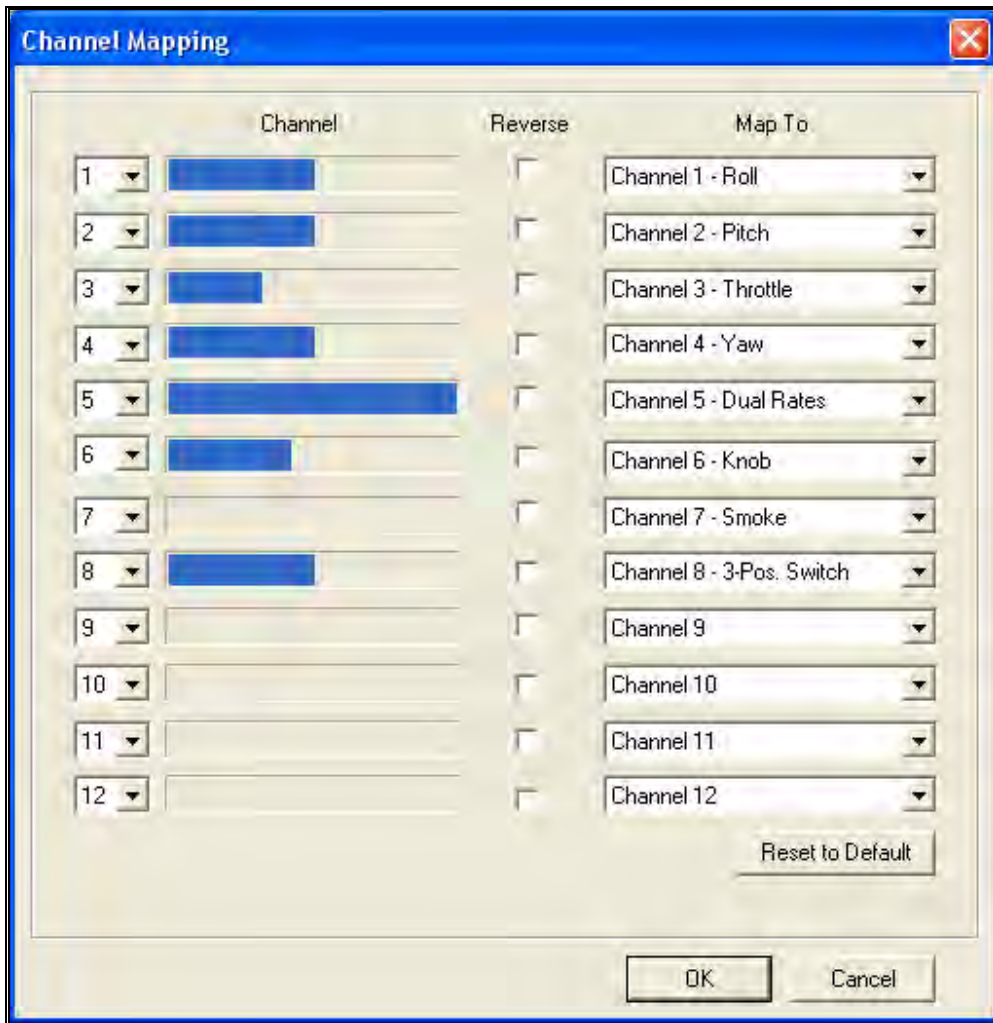 Channel Mapping
Channel Reverse Map To
1 Channel 1 - Roll
2 Channel 2 - Pitch
3 Channel 3 - Throttle
4 Channel 4 - Yaw
5 Channel 5 - Dual Rates
6 Channel 6 - Knob
7 Channel 7 - Smoke
8 Channel 8 - 3-Pos. Switch
9 Channel 9
10 Channel 10
11 Channel 11
12 Channel 12
Reset to Default
OK Cancel